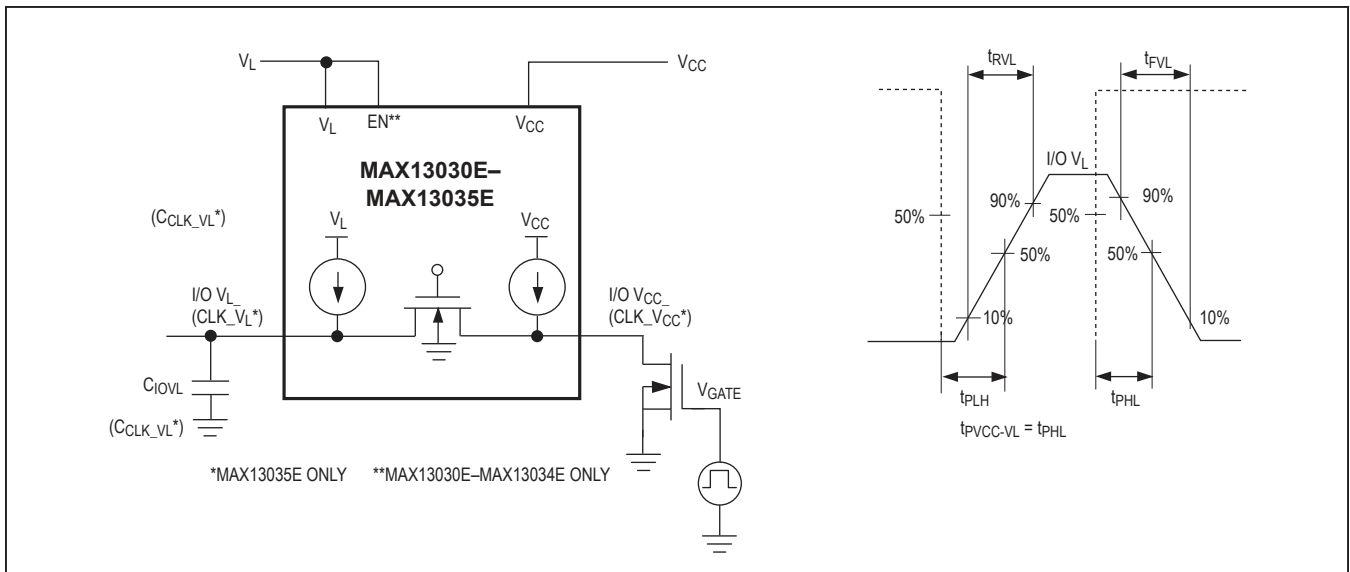 V_L
V_CC
V_L
EN**
V_CC
MAX13030E–
MAX13035E
(C_CLK_VL*)
V_L
V_CC
I/O V_L_
(CLK_V_L*)
I/O V_CC_
(CLK_V_CC*)
C_IOVL
(C_CLK_VL*)
V_GATE
*MAX13035E ONLY **MAX13030E–MAX13034E ONLY
t_RVL
t_FVL
I/O V_L
90%
90%
50%
50%
50%
50%
10%
10%
t_PLH
t_PHL
t_PVCC-VL = t_PHL